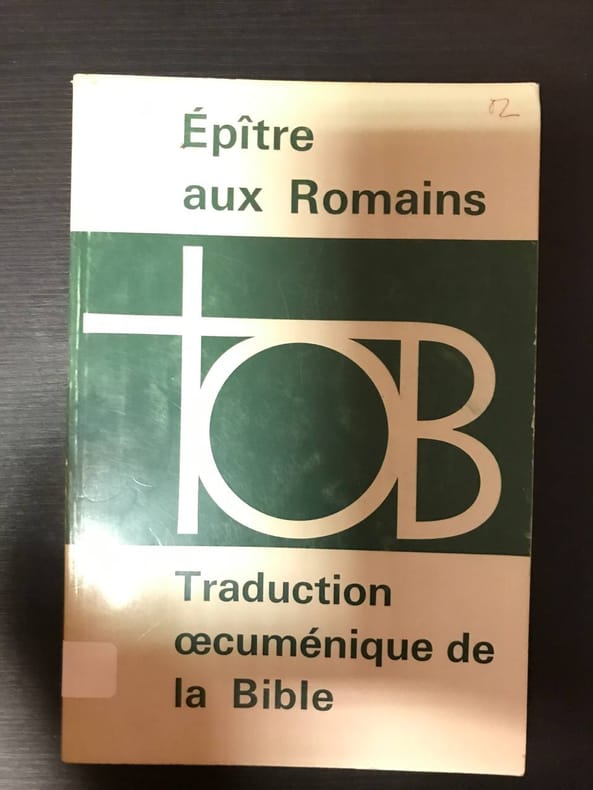 Épître
aux Romains
tOB
Traduction
œcuménique de
la Bible